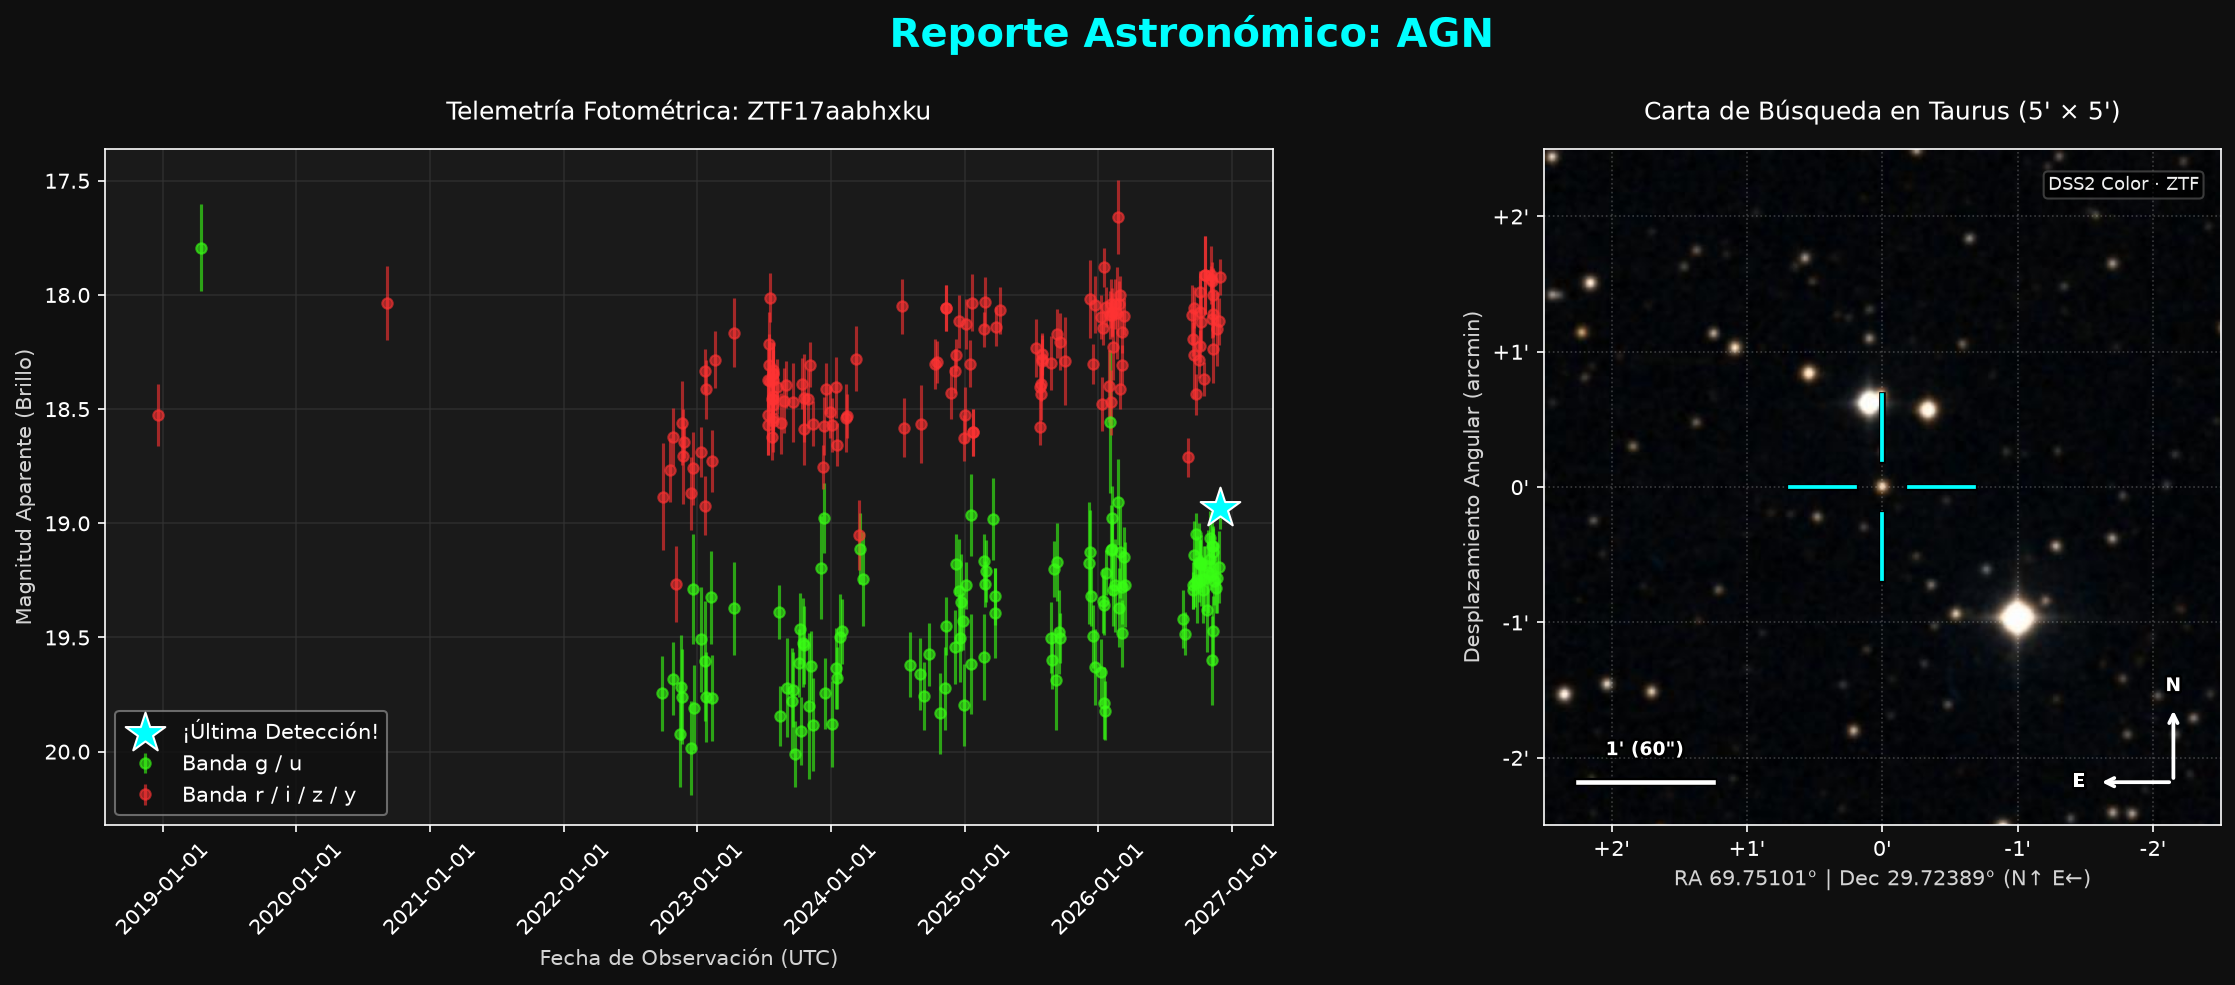 Reporte Astronómico: AGN
Telemetría Fotométrica: ZTF17aabhxku
Magnitud Aparente (Brillo)
17.5
18.0
18.5
19.0
19.5
20.0
¡Última Detección!
Banda g / u
Banda r / i / z / y
2019-01-01
2020-01-01
2021-01-01
2022-01-01
2023-01-01
2024-01-01
2025-01-01
2026-01-01
2027-01-01
Fecha de Observación (UTC)
Carta de Búsqueda en Taurus (5' × 5')
DSS2 Color · ZTF
Desplazamiento Angular (arcmin)
+2'
+1'
0'
-1'
-2'
1' (60")
N
E
+2'
+1'
0'
-1'
-2'
RA 69.75101° | Dec 29.72389° (N↑ E←)